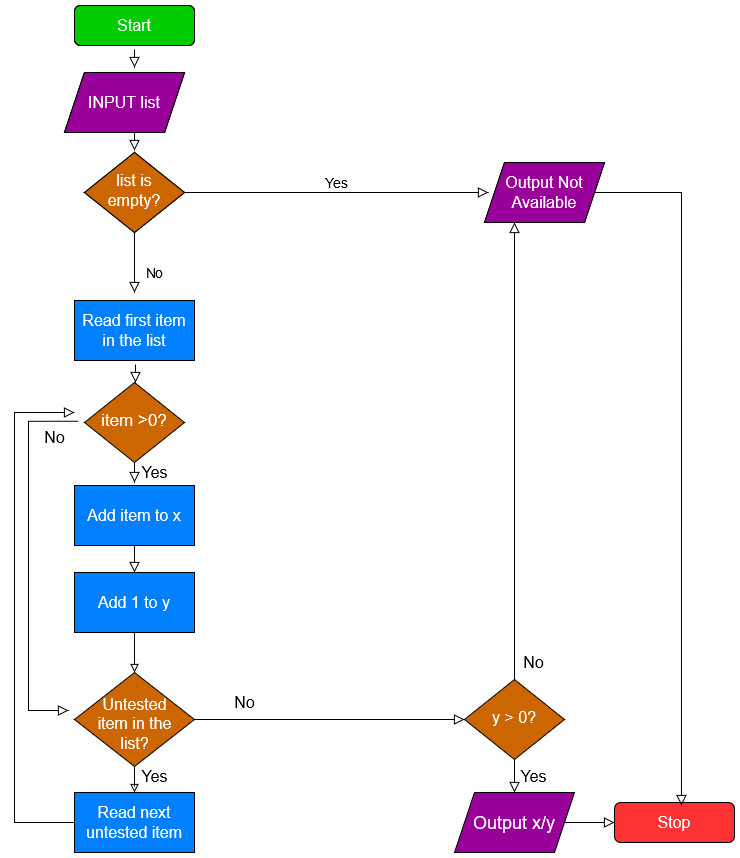 Start
INPUT list
list is
empty?
Yes
Output Not
Available
No
Read first item
in the list
item >0?
No
Yes
Add item to x
Add 1 to y
Untested
item in the
list?
No
y > 0?
No
Yes
Yes
Read next
untested item
Output x/y
Stop